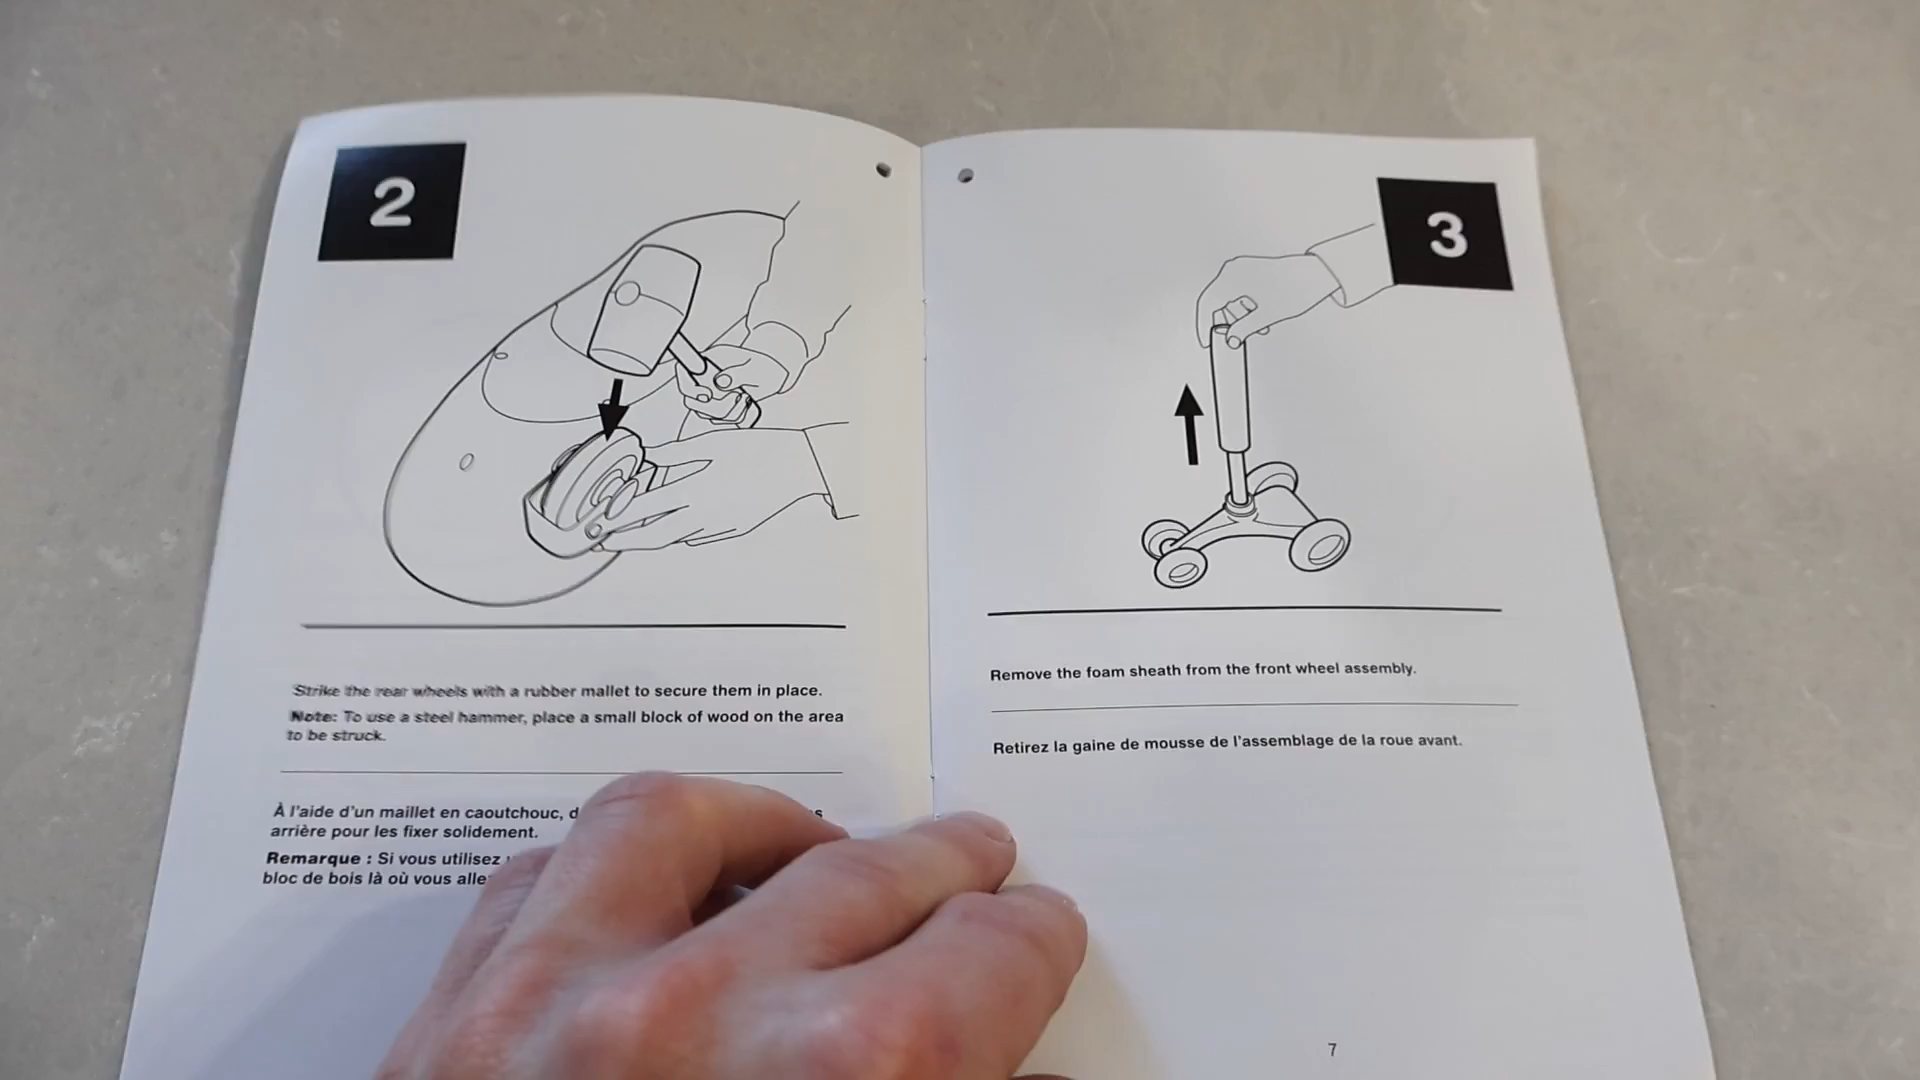 2
Strike the rear wheels with a rubber mallet to secure them in place.
Note: To use a steel hammer, place a small block of wood on the area
to be struck.
À l'aide d'un maillet en caoutchouc,
arrière pour les fixer solidement.
Remarque : Si vous utilisez
bloc de bois là où vous
3
Remove the foam sheath from the front wheel assembly.
Retirez la gaine de mousse de l'assemblage de la roue avant.
7